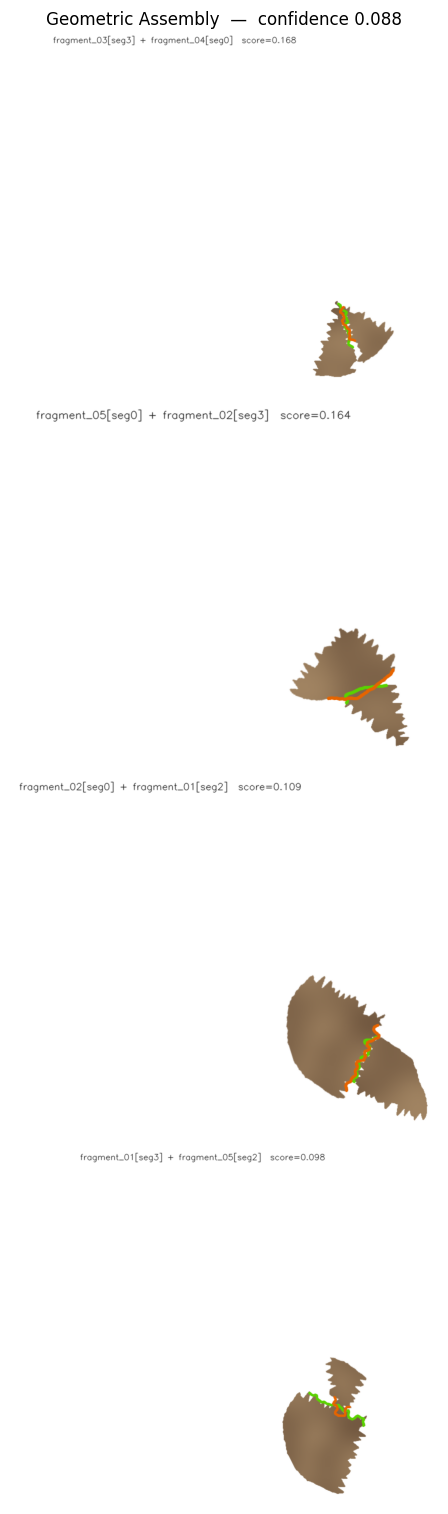 Geometric Assembly — confidence 0.088
fragment_03[seg3] + fragment_04[seg0] score=0.168
fragment_05[seg0] + fragment_02[seg3] score=0.164
fragment_02[seg0] + fragment_01[seg2] score=0.109
fragment_01[seg3] + fragment_05[seg2] score=0.098